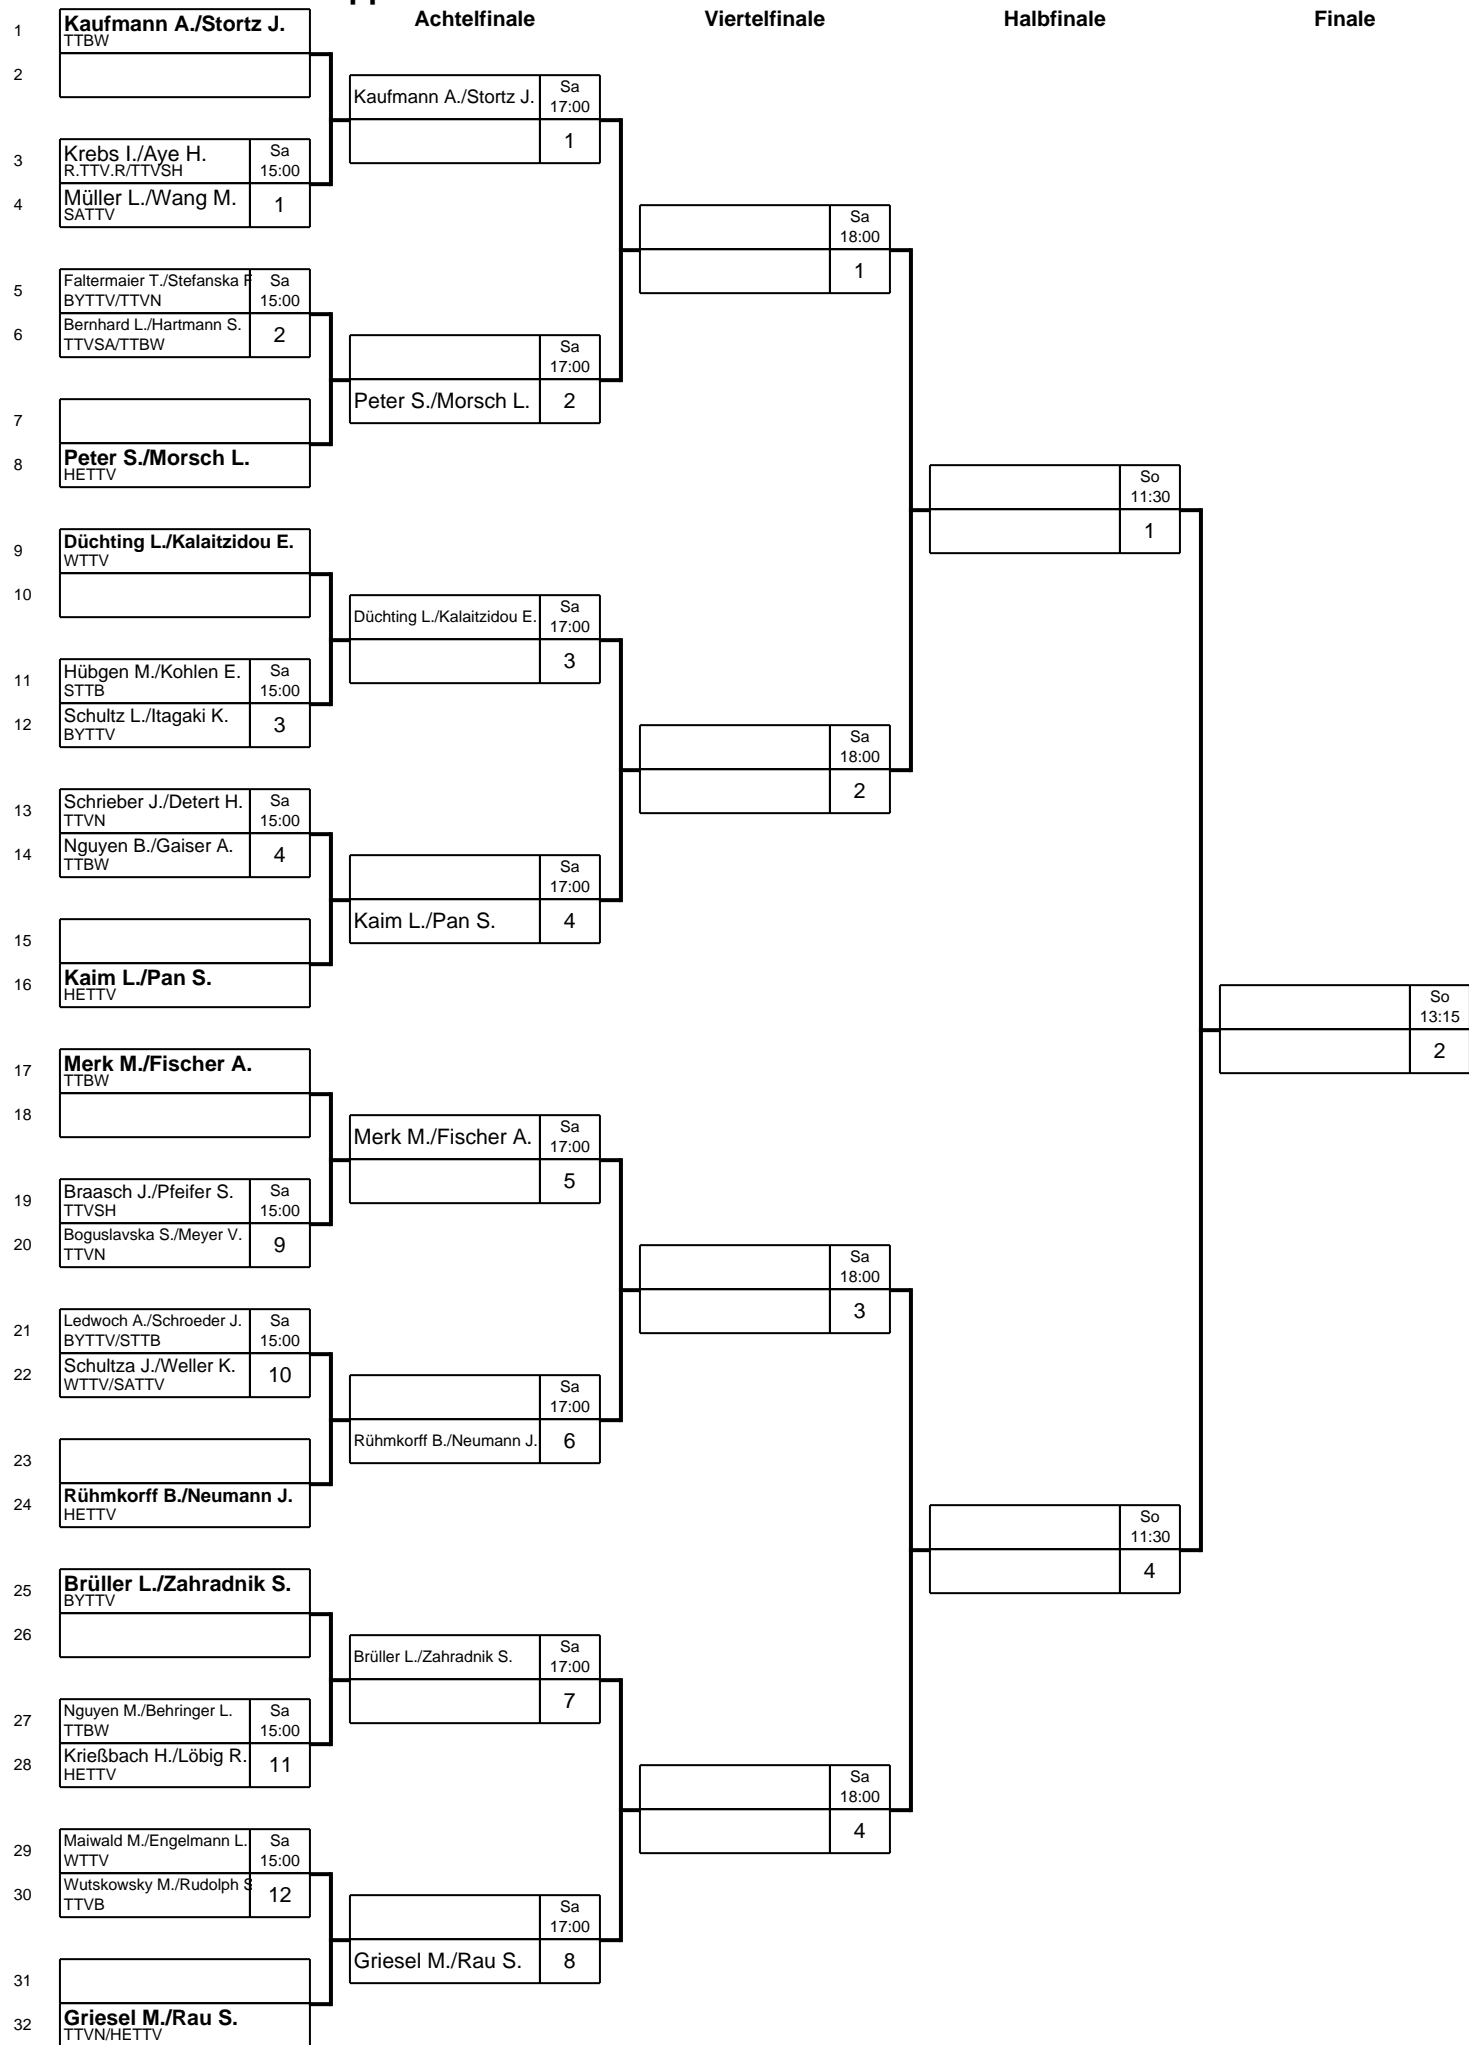 pp
Achtelfinale
Viertelfinale
Halbfinale
Finale
1
Kaufmann A./Stortz J.
TTBW
2
3
Krebs I./Aye H.
R.TTV.R/TTVSH
Sa
15:00
4
Müller L./Wang M.
SATTV
1
5
Faltermaier T./Stefanska F
BYTTV/TTVN
Sa
15:00
6
Bernhard L./Hartmann S.
TTVSA/TTBW
2
7
8
Peter S./Morsch L.
HETTV
9
Düchting L./Kalaitzidou E.
WTTV
10
11
Hübgen M./Kohlen E.
STTB
Sa
15:00
12
Schultz L./Itagaki K.
BYTTV
3
13
Schrieber J./Detert H.
TTVN
Sa
15:00
14
Nguyen B./Gaiser A.
TTBW
4
15
16
Kaim L./Pan S.
HETTV
17
Merk M./Fischer A.
TTBW
18
19
Braasch J./Pfeifer S.
TTVSH
Sa
15:00
20
Boguslavska S./Meyer V.
TTVN
9
21
Ledwoch A./Schroeder J.
BYTTV/STTB
Sa
15:00
22
Schultza J./Weller K.
WTTV/SATTV
10
23
24
Rühmkorff B./Neumann J.
HETTV
25
Brüller L./Zahradnik S.
BYTTV
26
27
Nguyen M./Behringer L.
TTBW
Sa
15:00
28
Krießbach H./Löbig R.
HETTV
11
29
Maiwald M./Engelmann L.
WTTV
Sa
15:00
30
Wutskowsky M./Rudolph S
TTVB
12
31
32
Griesel M./Rau S.
TTVN/HETTV
Kaufmann A./Stortz J.
Sa
17:00
1
Sa
17:00
Peter S./Morsch L.
2
Düchting L./Kalaitzidou E.
Sa
17:00
3
Sa
17:00
Kaim L./Pan S.
4
Merk M./Fischer A.
Sa
17:00
5
Sa
17:00
Rühmkorff B./Neumann J.
6
Brüller L./Zahradnik S.
Sa
17:00
7
Sa
17:00
Griesel M./Rau S.
8
Sa
18:00
1
Sa
18:00
2
Sa
18:00
3
Sa
18:00
4
So
11:30
1
So
11:30
4
So
13:15
2